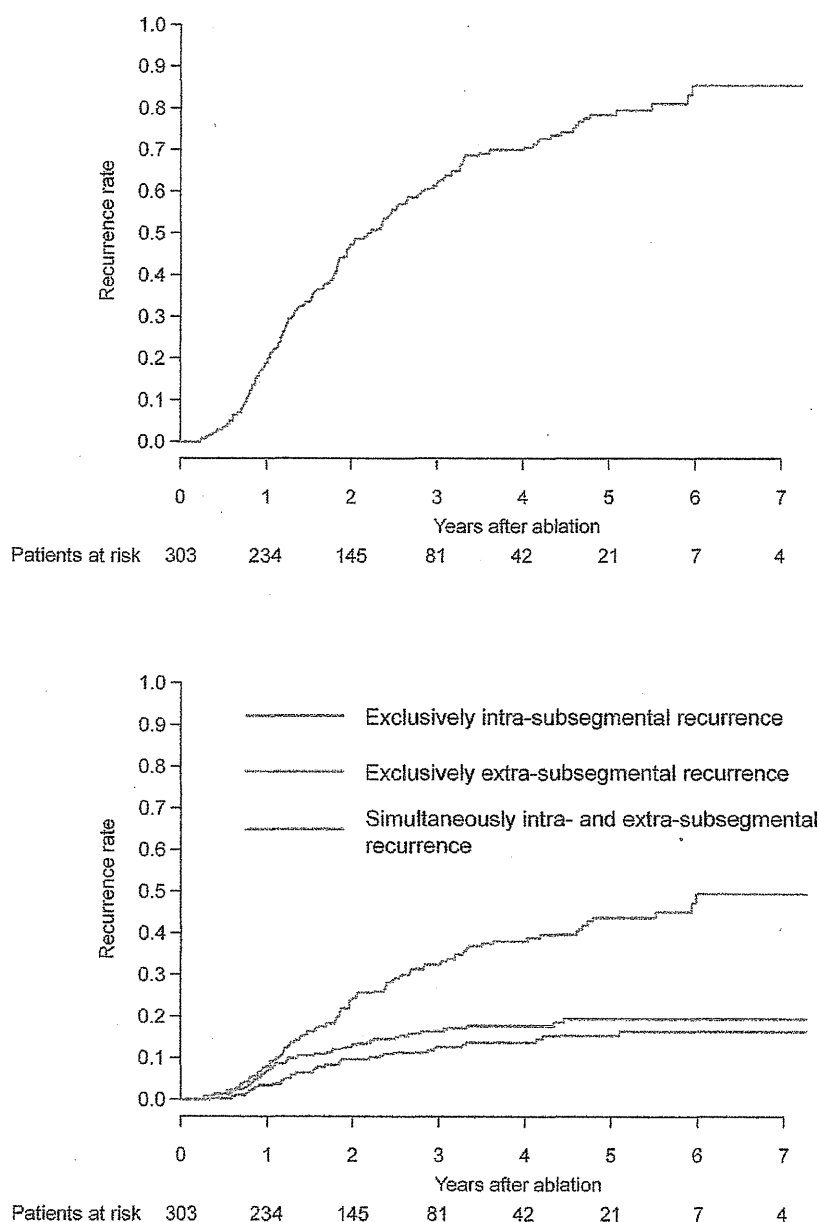 1.0
0.9
0.8
0.7
0.6
0.5
0.4
0.3
0.2
0.1
0.0
Recurrence rate
0 1 2 3 4 5 6 7
Years after ablation
Patients at risk 303 234 145 81 42 21 7 4
1.0
0.9
0.8
0.7
0.6
0.5
0.4
0.3
0.2
0.1
0.0
Recurrence rate
Exclusively intra-subsegmental recurrence
Exclusively extra-subsegmental recurrence
Simultaneously intra- and extra-subsegmental
recurrence
0 1 2 3 4 5 6 7
Years after ablation
Patients at risk 303 234 145 81 42 21 7 4